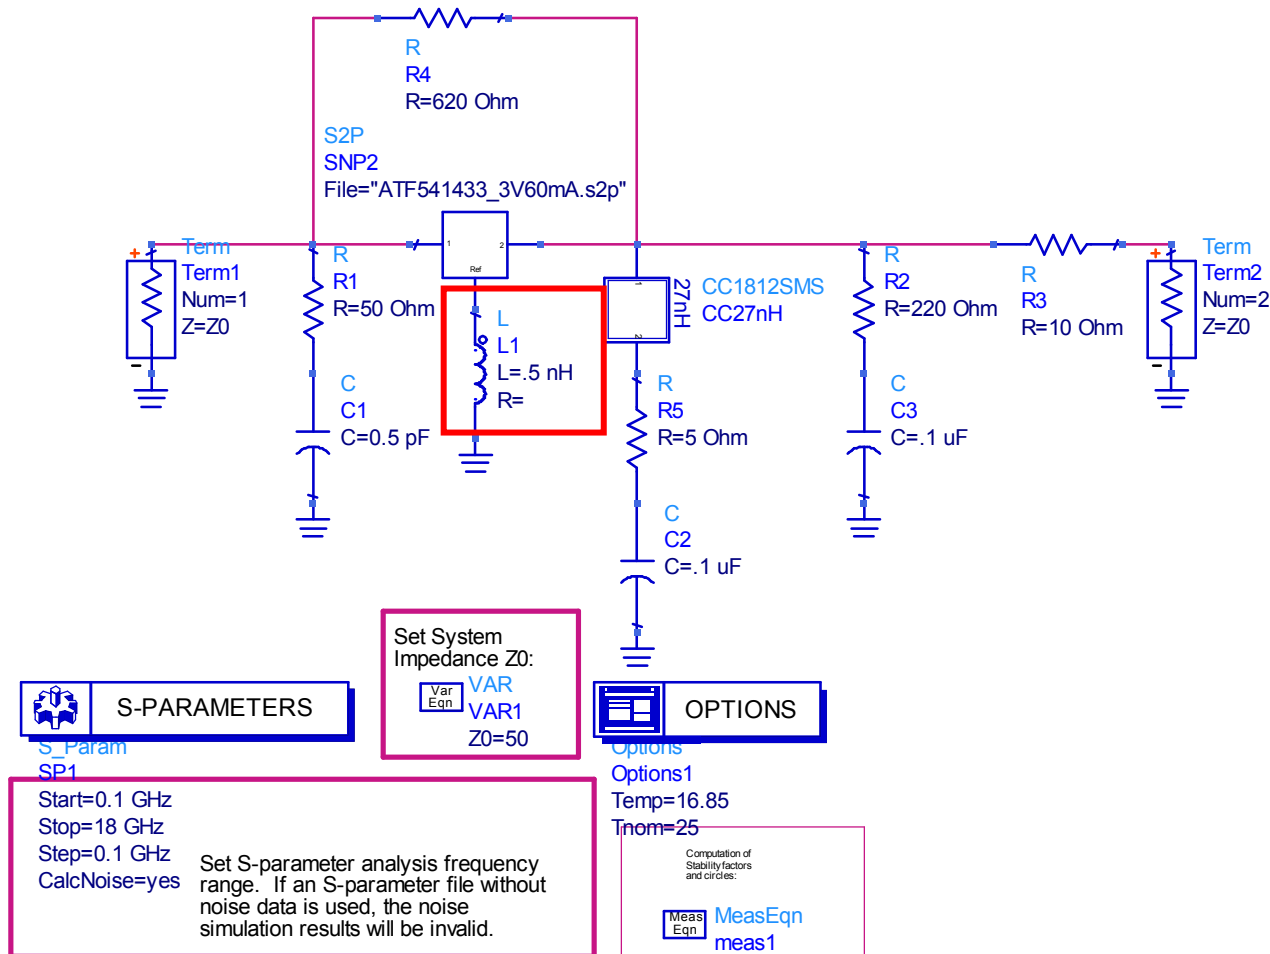 R
R4
R=620 Ohm
S2P
SNP2
File="ATF541433_3V60mA.s2p"
1
2
Ref
+
Term
Term1
Num=1
Z=Z0
-
R
R1
R=50 Ohm
C
C1
C=0.5 pF
L
L1
L=.5 nH
R=
1
2
27nH
CC1812SMS
CC27nH
R
R5
R=5 Ohm
C
C2
C=.1 uF
R
R2
R=220 Ohm
C
C3
C=.1 uF
R
R3
R=10 Ohm
+
Term
Term2
Num=2
Z=Z0
-
Set System
Impedance Z0:
Var
Eqn
VAR
VAR1
Z0=50
S-PARAMETERS
S_Param
SP1
Start=0.1 GHz
Stop=18 GHz
Step=0.1 GHz
CalcNoise=yes
Set S-parameter analysis frequency
range. If an S-parameter file without
noise data is used, the noise
simulation results will be invalid.
OPTIONS
Options
Options1
Temp=16.85
Tnom=25
Computation of
Stability factors
and circles:
Meas
Eqn
MeasEqn
meas1